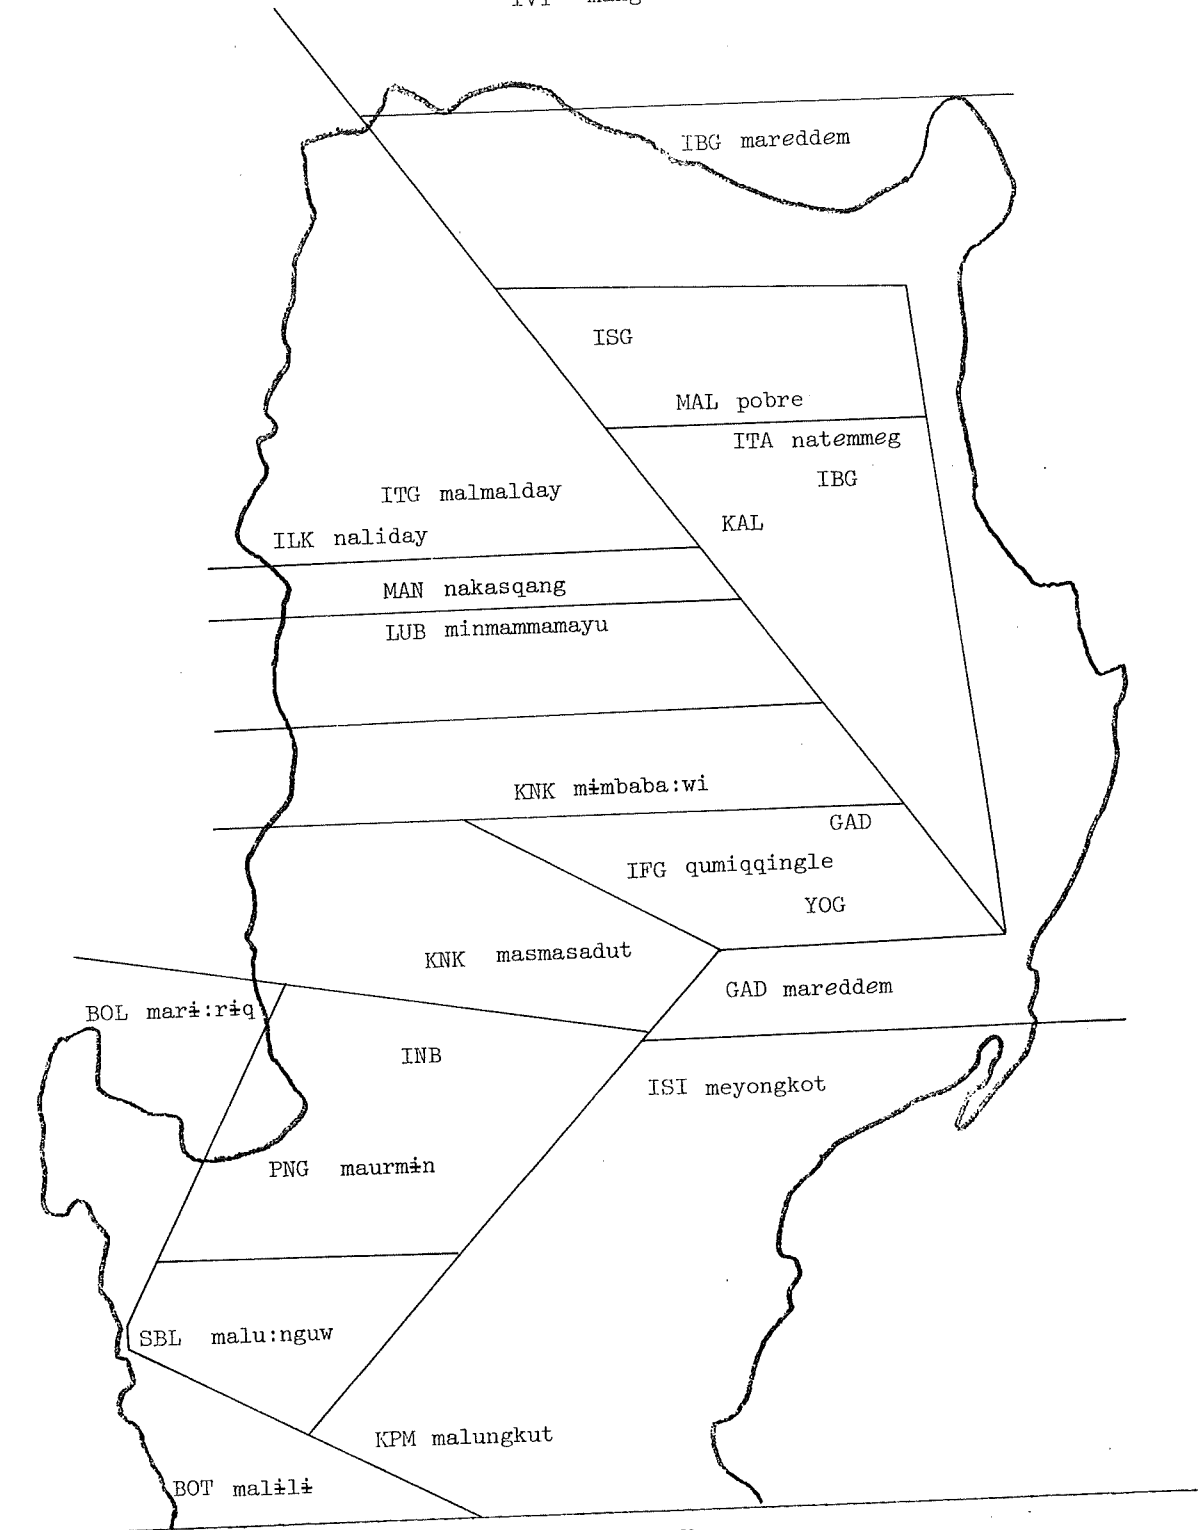 IBG mareddem
ISG
MAL pobre
ITA natemmeg
IBG
ITG malmalday
KAL
ILK naliday
MAN nakasqang
LUB minmammamayu
KNK mɨmbaba:wi
GAD
IFG qumiqqingle
YOG
KNK masmasadut
GAD mareddem
BOL marɨ:rɨq
INB
ISI meyongkot
PNG maurmɨn
SBL malu:nguw
KPM malungkut
BOT malɨlɨ